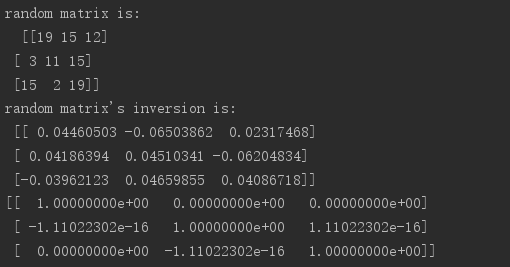 random matrix is:
[[19 15 12]
[ 3 11 15]
[15  2 19]]
random matrix's inversion is:
[[ 0.04460503 -0.06503862  0.02317468]
[ 0.04186394  0.04510341 -0.06204834]
[-0.03962123  0.04659855  0.04086718]]
[[  1.00000000e+00   0.00000000e+00   0.00000000e+00]
[ -1.11022302e-16   1.00000000e+00   1.11022302e-16]
[  0.00000000e+00  -1.11022302e-16   1.00000000e+00]]